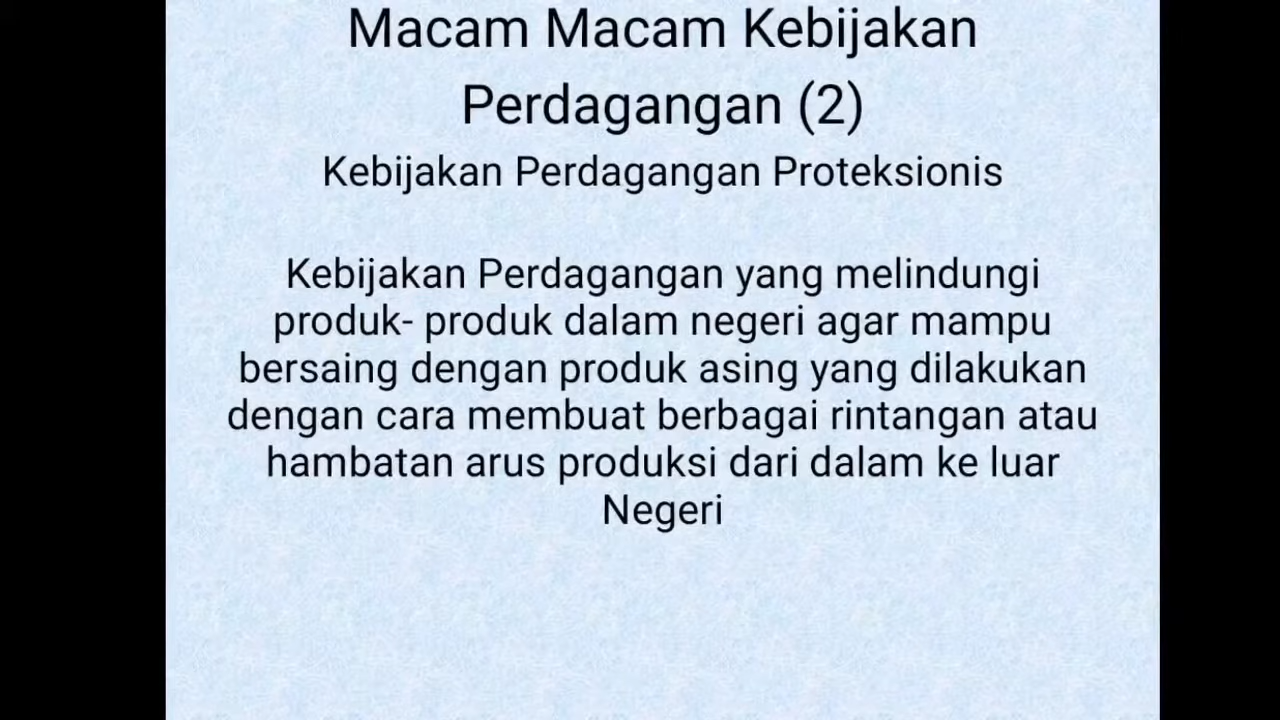 Macam Macam Kebijakan
Perdagangan (2)
Kebijakan Perdagangan Proteksionis
Kebijakan Perdagangan yang melindungi
produk- produk dalam negeri agar mampu
bersaing dengan produk asing yang dilakukan
dengan cara membuat berbagai rintangan atau
hambatan arus produksi dari dalam ke luar
Negeri